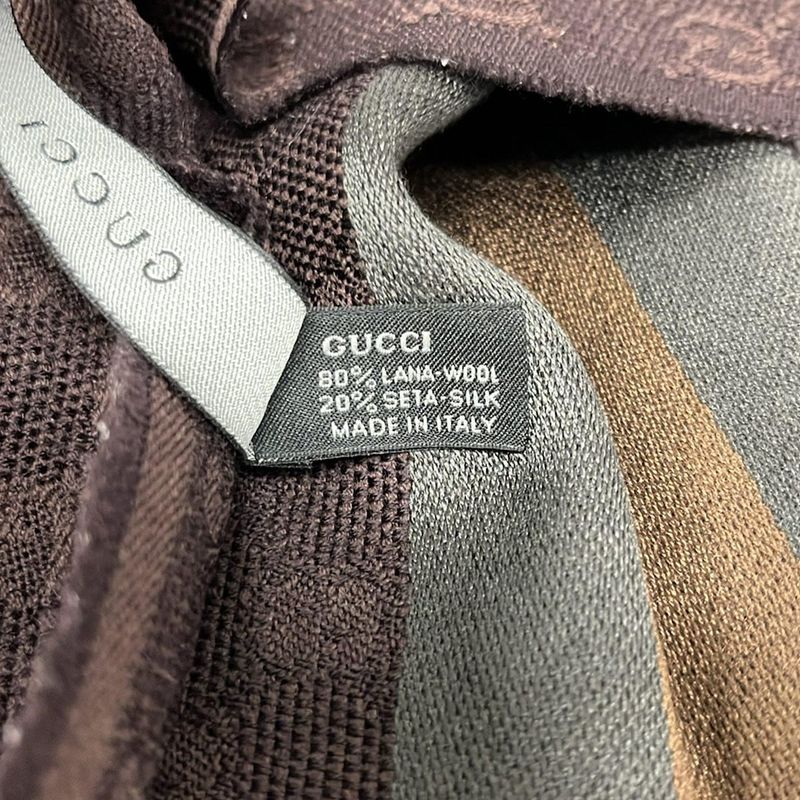 GUCCI
GUCCI
80% LANA-WOOL
20% SETA-SILK
MADE IN ITALY